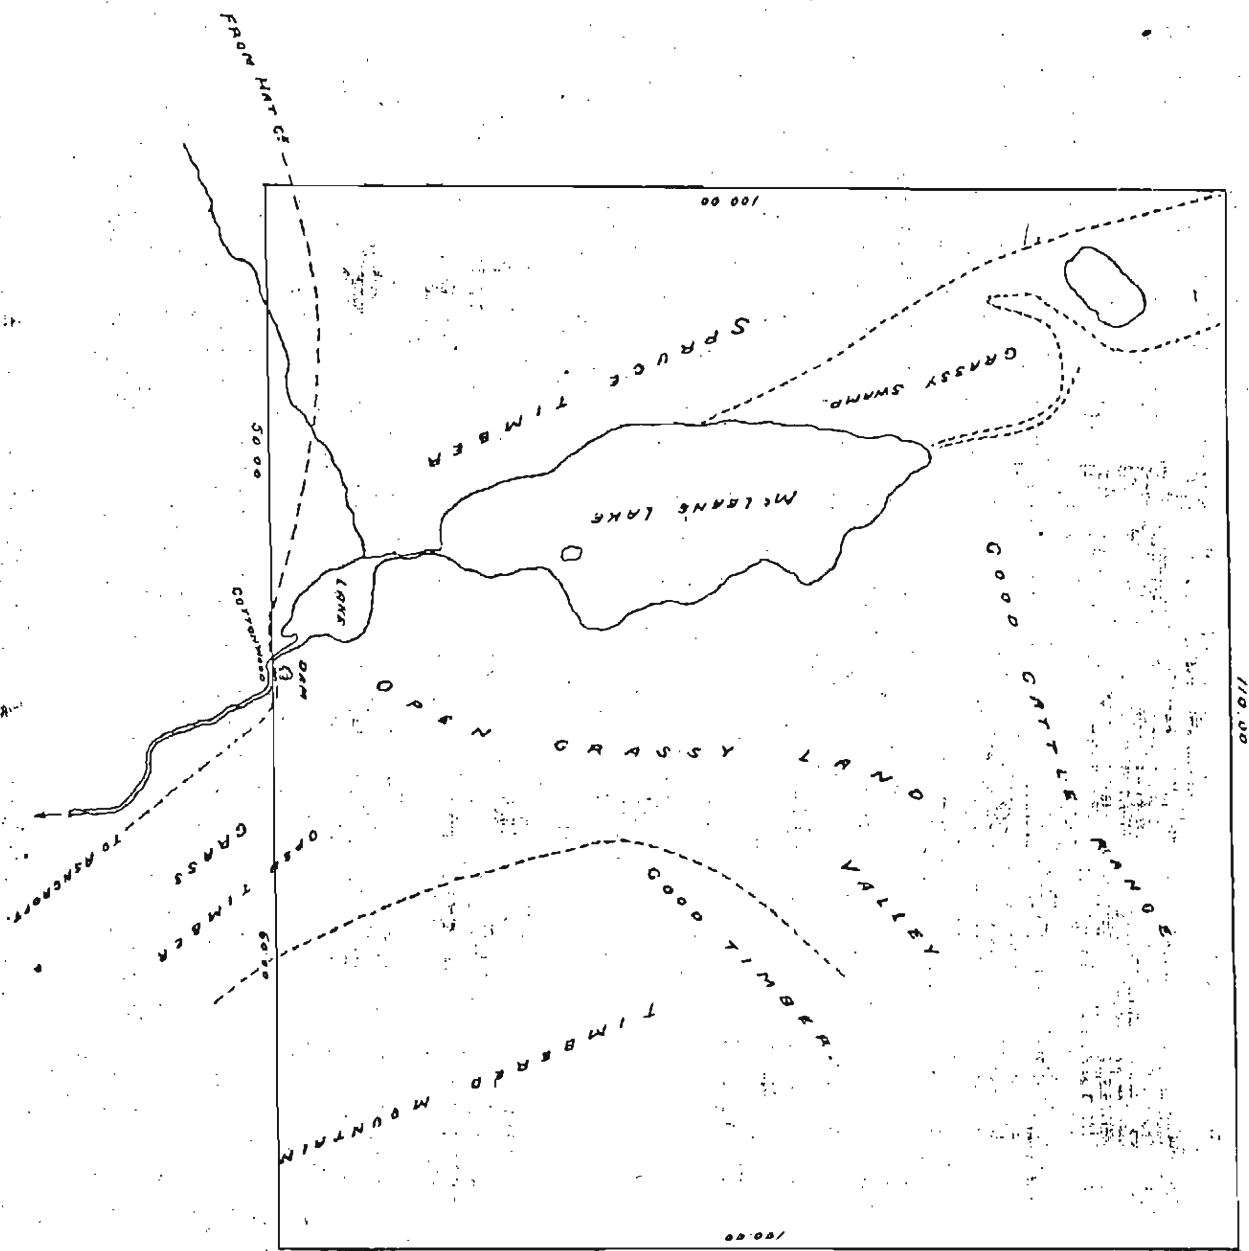 FROM HAT CK
100.00
SPRUCE TIMBER
GRASSY SWAMP
50.00
McLEANS LAKE
LAKE
COTTONWOOD
DAM
GOOD CATTLE RANGE
110.00
OPEN GRASSY LAND
VALLEY
TO ASHCROFT.
GRASS
OPEN TIMBER
60.00
GOOD TIMBER.
TIMBERED MOUNTAIN
100.00